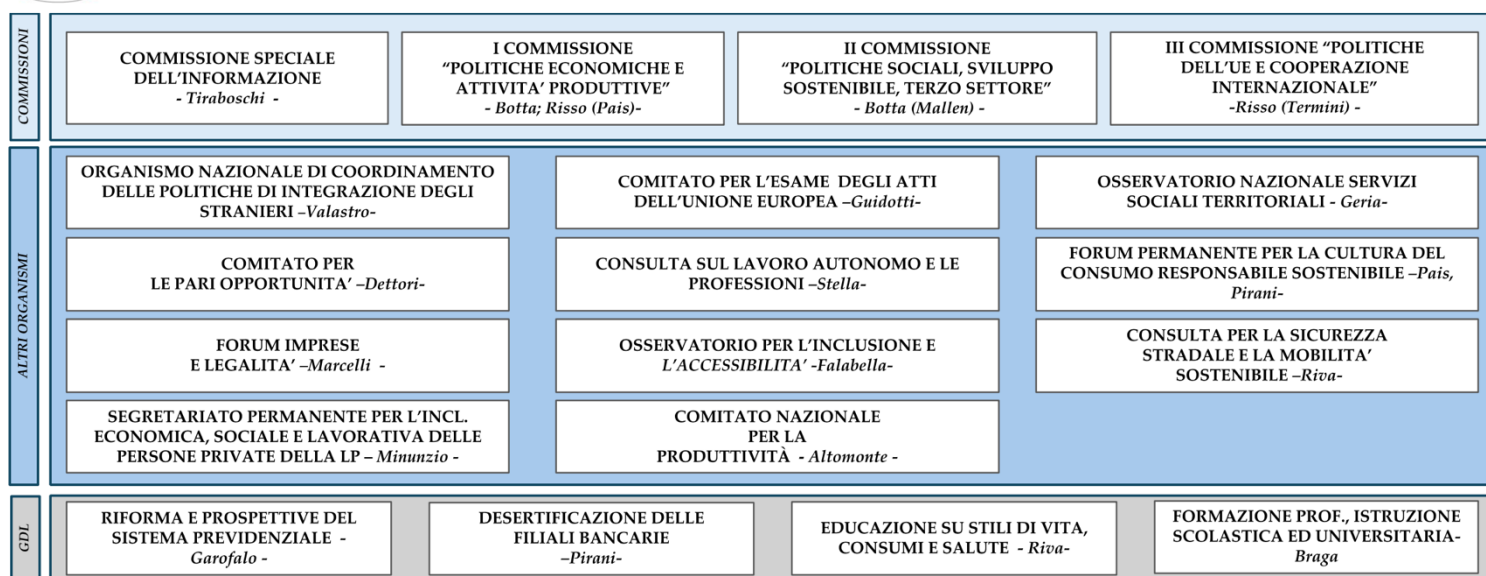 COMMISSIONI
COMMISSIONE SPECIALE
DELL’INFORMAZIONE
- Tiraboschi -
I COMMISSIONE
“POLITICHE ECONOMICHE E
ATTIVITA’ PRODUTTIVE”
- Botta; Risso (Pais)-
II COMMISSIONE
“POLITICHE SOCIALI, SVILUPPO
SOSTENIBILE, TERZO SETTORE”
- Botta (Mallen) -
III COMMISSIONE “POLITICHE
DELL’UE E COOPERAZIONE
INTERNAZIONALE”
-Risso (Termini) -
ALTRI ORGANISMI
ORGANISMO NAZIONALE DI COORDINAMENTO
DELLE POLITICHE DI INTEGRAZIONE DEGLI
STRANIERI –Valastro-
COMITATO PER L’ESAME DEGLI ATTI
DELL’UNIONE EUROPEA –Guidotti-
OSSERVATORIO NAZIONALE SERVIZI
SOCIALI TERRITORIALI - Geria-
COMITATO PER
LE PARI OPPORTUNITA’ –Dettori-
CONSULTA SUL LAVORO AUTONOMO E LE
PROFESSIONI –Stella-
FORUM PERMANENTE PER LA CULTURA DEL
CONSUMO RESPONSABILE SOSTENIBILE –Pais,
Pirani-
FORUM IMPRESE
E LEGALITA’ –Marcelli -
OSSERVATORIO PER L’INCLUSIONE E
L’ACCESSIBILITA’ -Falabella-
CONSULTA PER LA SICUREZZA
STRADALE E LA MOBILITA’
SOSTENIBILE –Riva-
SEGRETARIATO PERMANENTE PER L’INCL.
ECONOMICA, SOCIALE E LAVORATIVA DELLE
PERSONE PRIVATE DELLA LP – Minunzio -
COMITATO NAZIONALE
PER LA
PRODUTTIVITÀ - Altomonte -
GDL
RIFORMA E PROSPETTIVE DEL
SISTEMA PREVIDENZIALE -
Garofalo -
DESERTIFICAZIONE DELLE
FILIALI BANCARIE
–Pirani-
EDUCAZIONE SU STILI DI VITA,
CONSUMI E SALUTE - Riva-
FORMAZIONE PROF., ISTRUZIONE
SCOLASTICA ED UNIVERSITARIA-
Braga